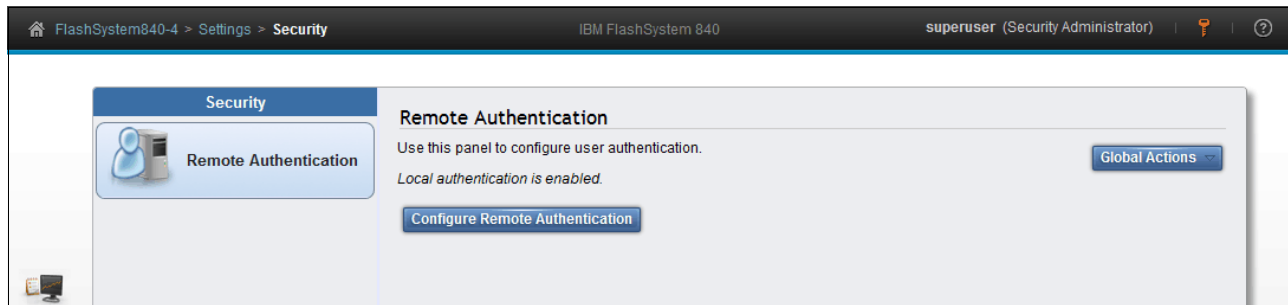 FlashSystem840-4 > Settings > Security IBM FlashSystem 840 superuser (Security Administrator)
Security
Remote Authentication
Remote Authentication
Use this panel to configure user authentication.
Local authentication is enabled.
Global Actions
Configure Remote Authentication